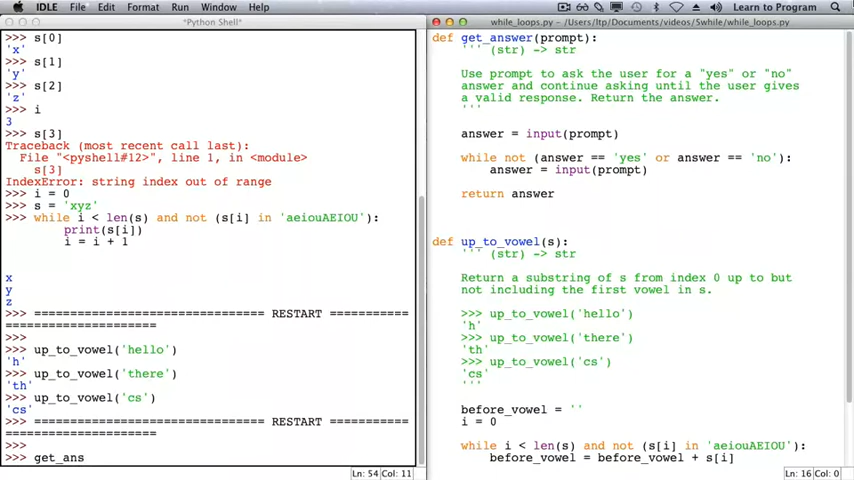 IDLE File Edit Format Run Window Help Learn to Program
*Python Shell*
>>> s[0]
'x'
>>> s[1]
'y'
>>> s[2]
'z'
>>> i
3
>>> s[3]
Traceback (most recent call last):
File "<pyshell#12>", line 1, in <module>
s[3]
IndexError: string index out of range
>>> i = 0
>>> s = 'xyz'
>>> while i < len(s) and not (s[i] in 'aeiouAEIOU'):
print(s[i])
i = i + 1
x
y
z
>>> ================================ RESTART ===========
=====================
>>>
>>> up_to_vowel('hello')
'h'
>>> up_to_vowel('there')
'th'
>>> up_to_vowel('cs')
'cs'
>>> ================================ RESTART ===========
=====================
>>>
>>> get_ans
Ln: 54 Col: 11
while_loops.py - /Users/ltp/Documents/videos/5while/while_loops.py
def get_answer(prompt):
''' (str) -> str
Use prompt to ask the user for a "yes" or "no"
answer and continue asking until the user gives
a valid response. Return the answer.
'''
answer = input(prompt)
while not (answer == 'yes' or answer == 'no'):
answer = input(prompt)
return answer
def up_to_vowel(s):
''' (str) -> str
Return a substring of s from index 0 up to but
not including the first vowel in s.
>>> up_to_vowel('hello')
'h'
>>> up_to_vowel('there')
'th'
>>> up_to_vowel('cs')
'cs'
'''
before_vowel = ''
i = 0
while i < len(s) and not (s[i] in 'aeiouAEIOU'):
before_vowel = before_vowel + s[i]
Ln: 16 Col: 0